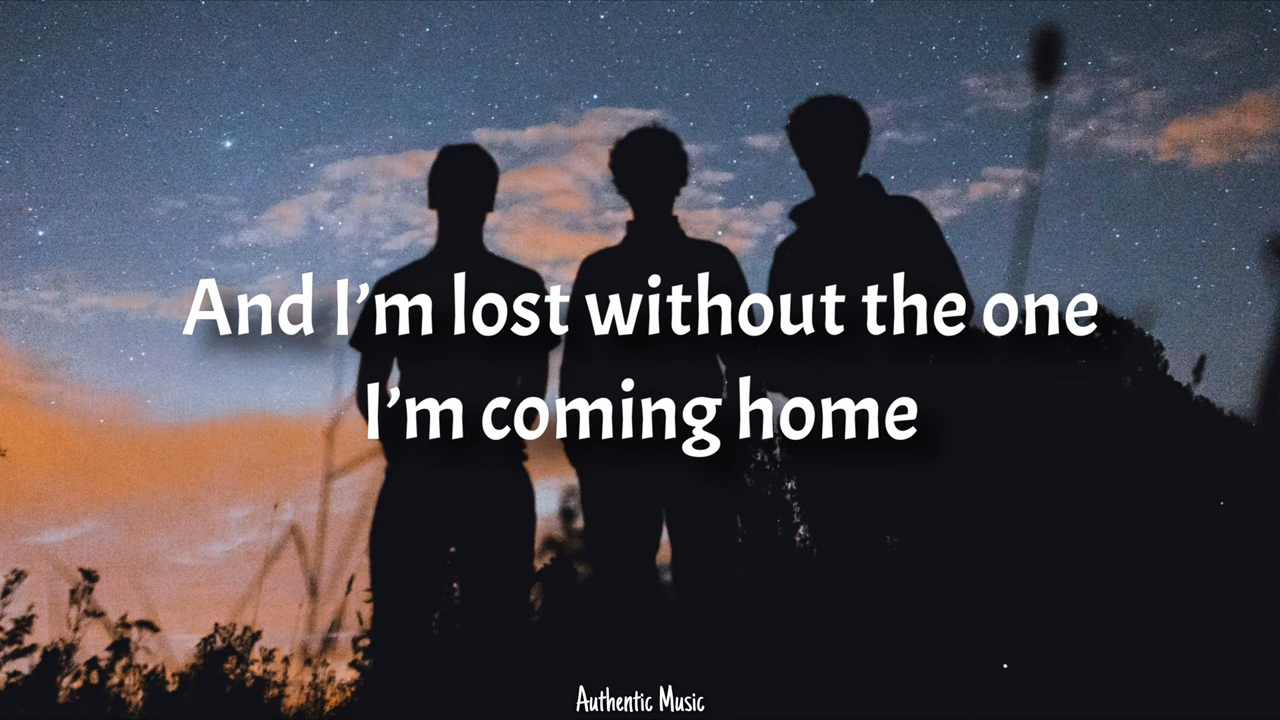 And I’m lost without the one
I’m coming home
Authentic Music